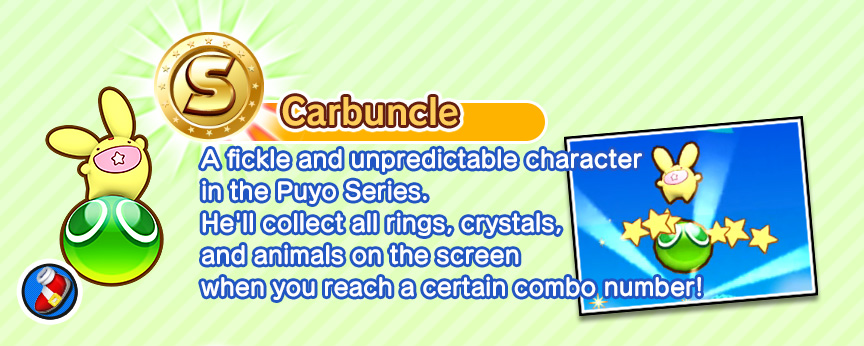 S
Carbuncle
A fickle and unpredictable character
in the Puyo Series.
He'll collect all rings, crystals,
and animals on the screen
when you reach a certain combo number!